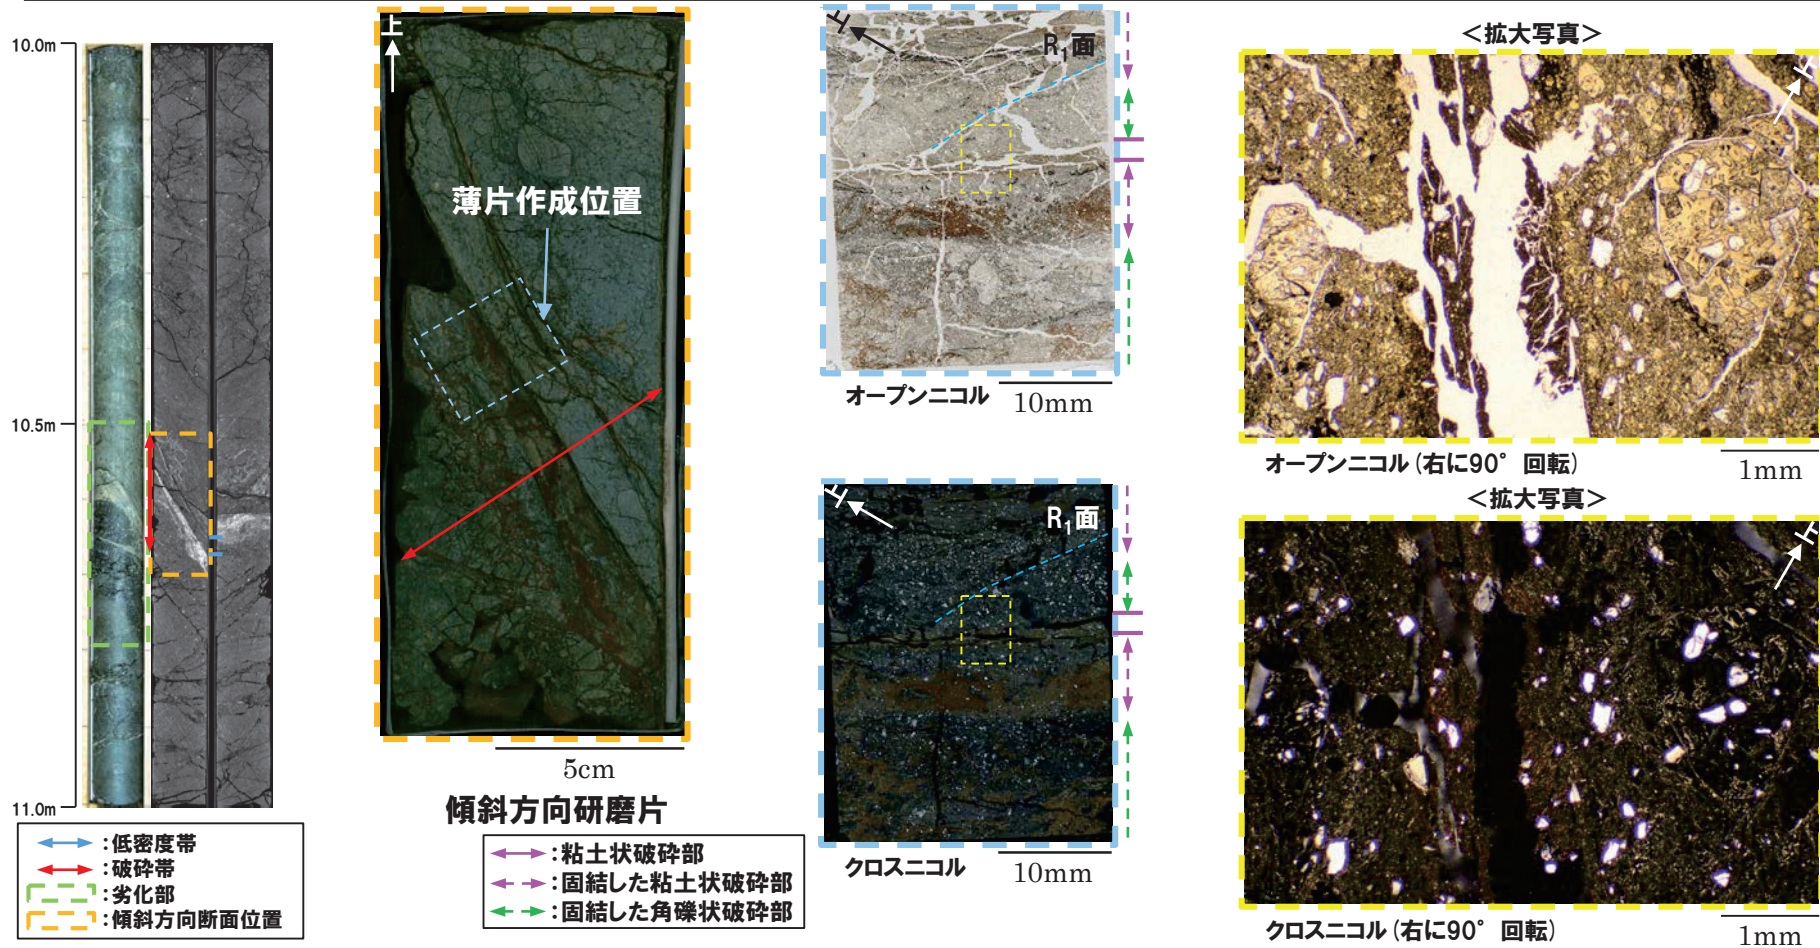 10.0m
10.5m
11.0m
:低密度帯
:破砕帯
:劣化部
:傾斜方向断面位置
上
薄片作成位置
5cm
傾斜方向研磨片
:粘土状破砕部
:固結した粘土状破砕部
:固結した角礫状破砕部
上
R₁面
オープンニコル
10mm
上
R₁面
クロスニコル
10mm
<拡大写真>
上
オープンニコル(右に90°回転)
1mm
<拡大写真>
上
クロスニコル(右に90°回転)
1mm